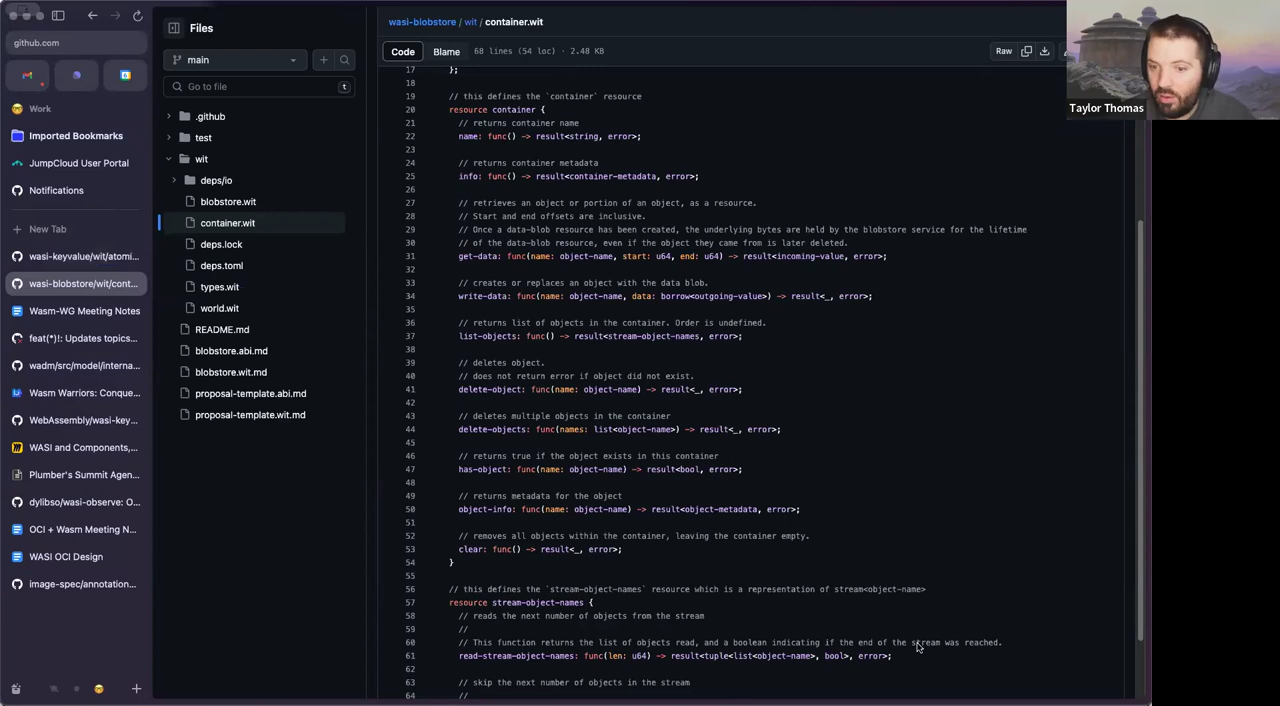 github.com
Work
Imported Bookmarks
JumpCloud User Portal
Notifications
New Tab
wasi-keyvalue/wit/atomi...
wasi-blobstore/wit/cont...
Wasm-WG Meeting Notes
feat(*)!: Updates topics...
wadm/src/model/interna...
Wasm Warriors: Conque...
WebAssembly/wasi-key...
WASI and Components,...
Plumber's Summit Agen...
dylibso/wasi-observe: O...
OCI + Wasm Meeting N...
WASI OCI Design
image-spec/annotation...
Files
main
Go to file
t
.github
test
wit
deps/io
blobstore.wit
container.wit
deps.lock
deps.toml
types.wit
world.wit
README.md
blobstore.abi.md
blobstore.wit.md
proposal-template.abi.md
proposal-template.wit.md
wasi-blobstore / wit / container.wit
Code Blame 68 lines (54 loc) · 2.48 KB Raw
17 };
18
19 // this defines the `container` resource
20 resource container {
21 // returns container name
22 name: func() -> result<string, error>;
23
24 // returns container metadata
25 info: func() -> result<container-metadata, error>;
26
27 // retrieves an object or portion of an object, as a resource.
28 // Start and end offsets are inclusive.
29 // Once a data-blob resource has been created, the underlying bytes are held by the blobstore service for the lifetime
30 // of the data-blob resource, even if the object they came from is later deleted.
31 get-data: func(name: object-name, start: u64, end: u64) -> result<incoming-value, error>;
32
33 // creates or replaces an object with the data blob.
34 write-data: func(name: object-name, data: borrow<outgoing-value>) -> result<_, error>;
35
36 // returns list of objects in the container. Order is undefined.
37 list-objects: func() -> result<stream-object-names, error>;
38
39 // deletes object.
40 // does not return error if object did not exist.
41 delete-object: func(name: object-name) -> result<_, error>;
42
43 // deletes multiple objects in the container
44 delete-objects: func(names: list<object-name>) -> result<_, error>;
45
46 // returns true if the object exists in this container
47 has-object: func(name: object-name) -> result<bool, error>;
48
49 // returns metadata for the object
50 object-info: func(name: object-name) -> result<object-metadata, error>;
51
52 // removes all objects within the container, leaving the container empty.
53 clear: func() -> result<_, error>;
54 }
55
56 // this defines the `stream-object-names` resource which is a representation of stream<object-name>
57 resource stream-object-names {
58 // reads the next number of objects from the stream
59 //
60 // This function returns the list of objects read, and a boolean indicating if the end of the stream was reached.
61 read-stream-object-names: func(len: u64) -> result<tuple<list<object-name>, bool>, error>;
62
63 // skip the next number of objects in the stream
64 //
Taylor Thomas